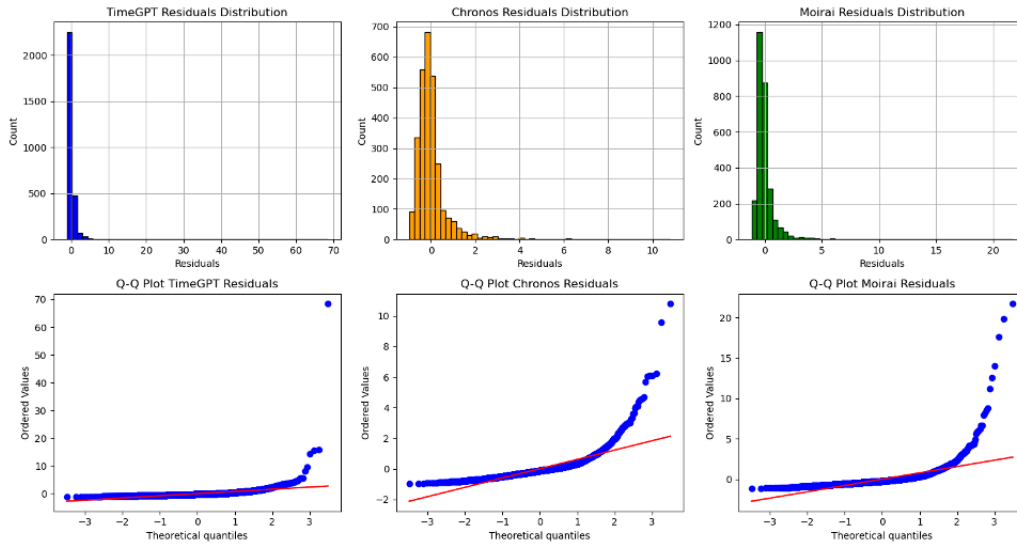 TimeGPT Residuals Distribution
Count
2000
1500
1000
500
0
0 10 20 30 40 50 60 70
Residuals
Chronos Residuals Distribution
Count
700
600
500
400
300
200
100
0
0 2 4 6 8 10
Residuals
Moirai Residuals Distribution
Count
1200
1000
800
600
400
200
0
0 5 10 15 20
Residuals
Q-Q Plot TimeGPT Residuals
Ordered Values
70
60
50
40
30
20
10
0
−3 −2 −1 0 1 2 3
Theoretical quantiles
Q-Q Plot Chronos Residuals
Ordered Values
10
8
6
4
2
0
−2
−3 −2 −1 0 1 2 3
Theoretical quantiles
Q-Q Plot Moirai Residuals
Ordered Values
20
15
10
5
0
−3 −2 −1 0 1 2 3
Theoretical quantiles